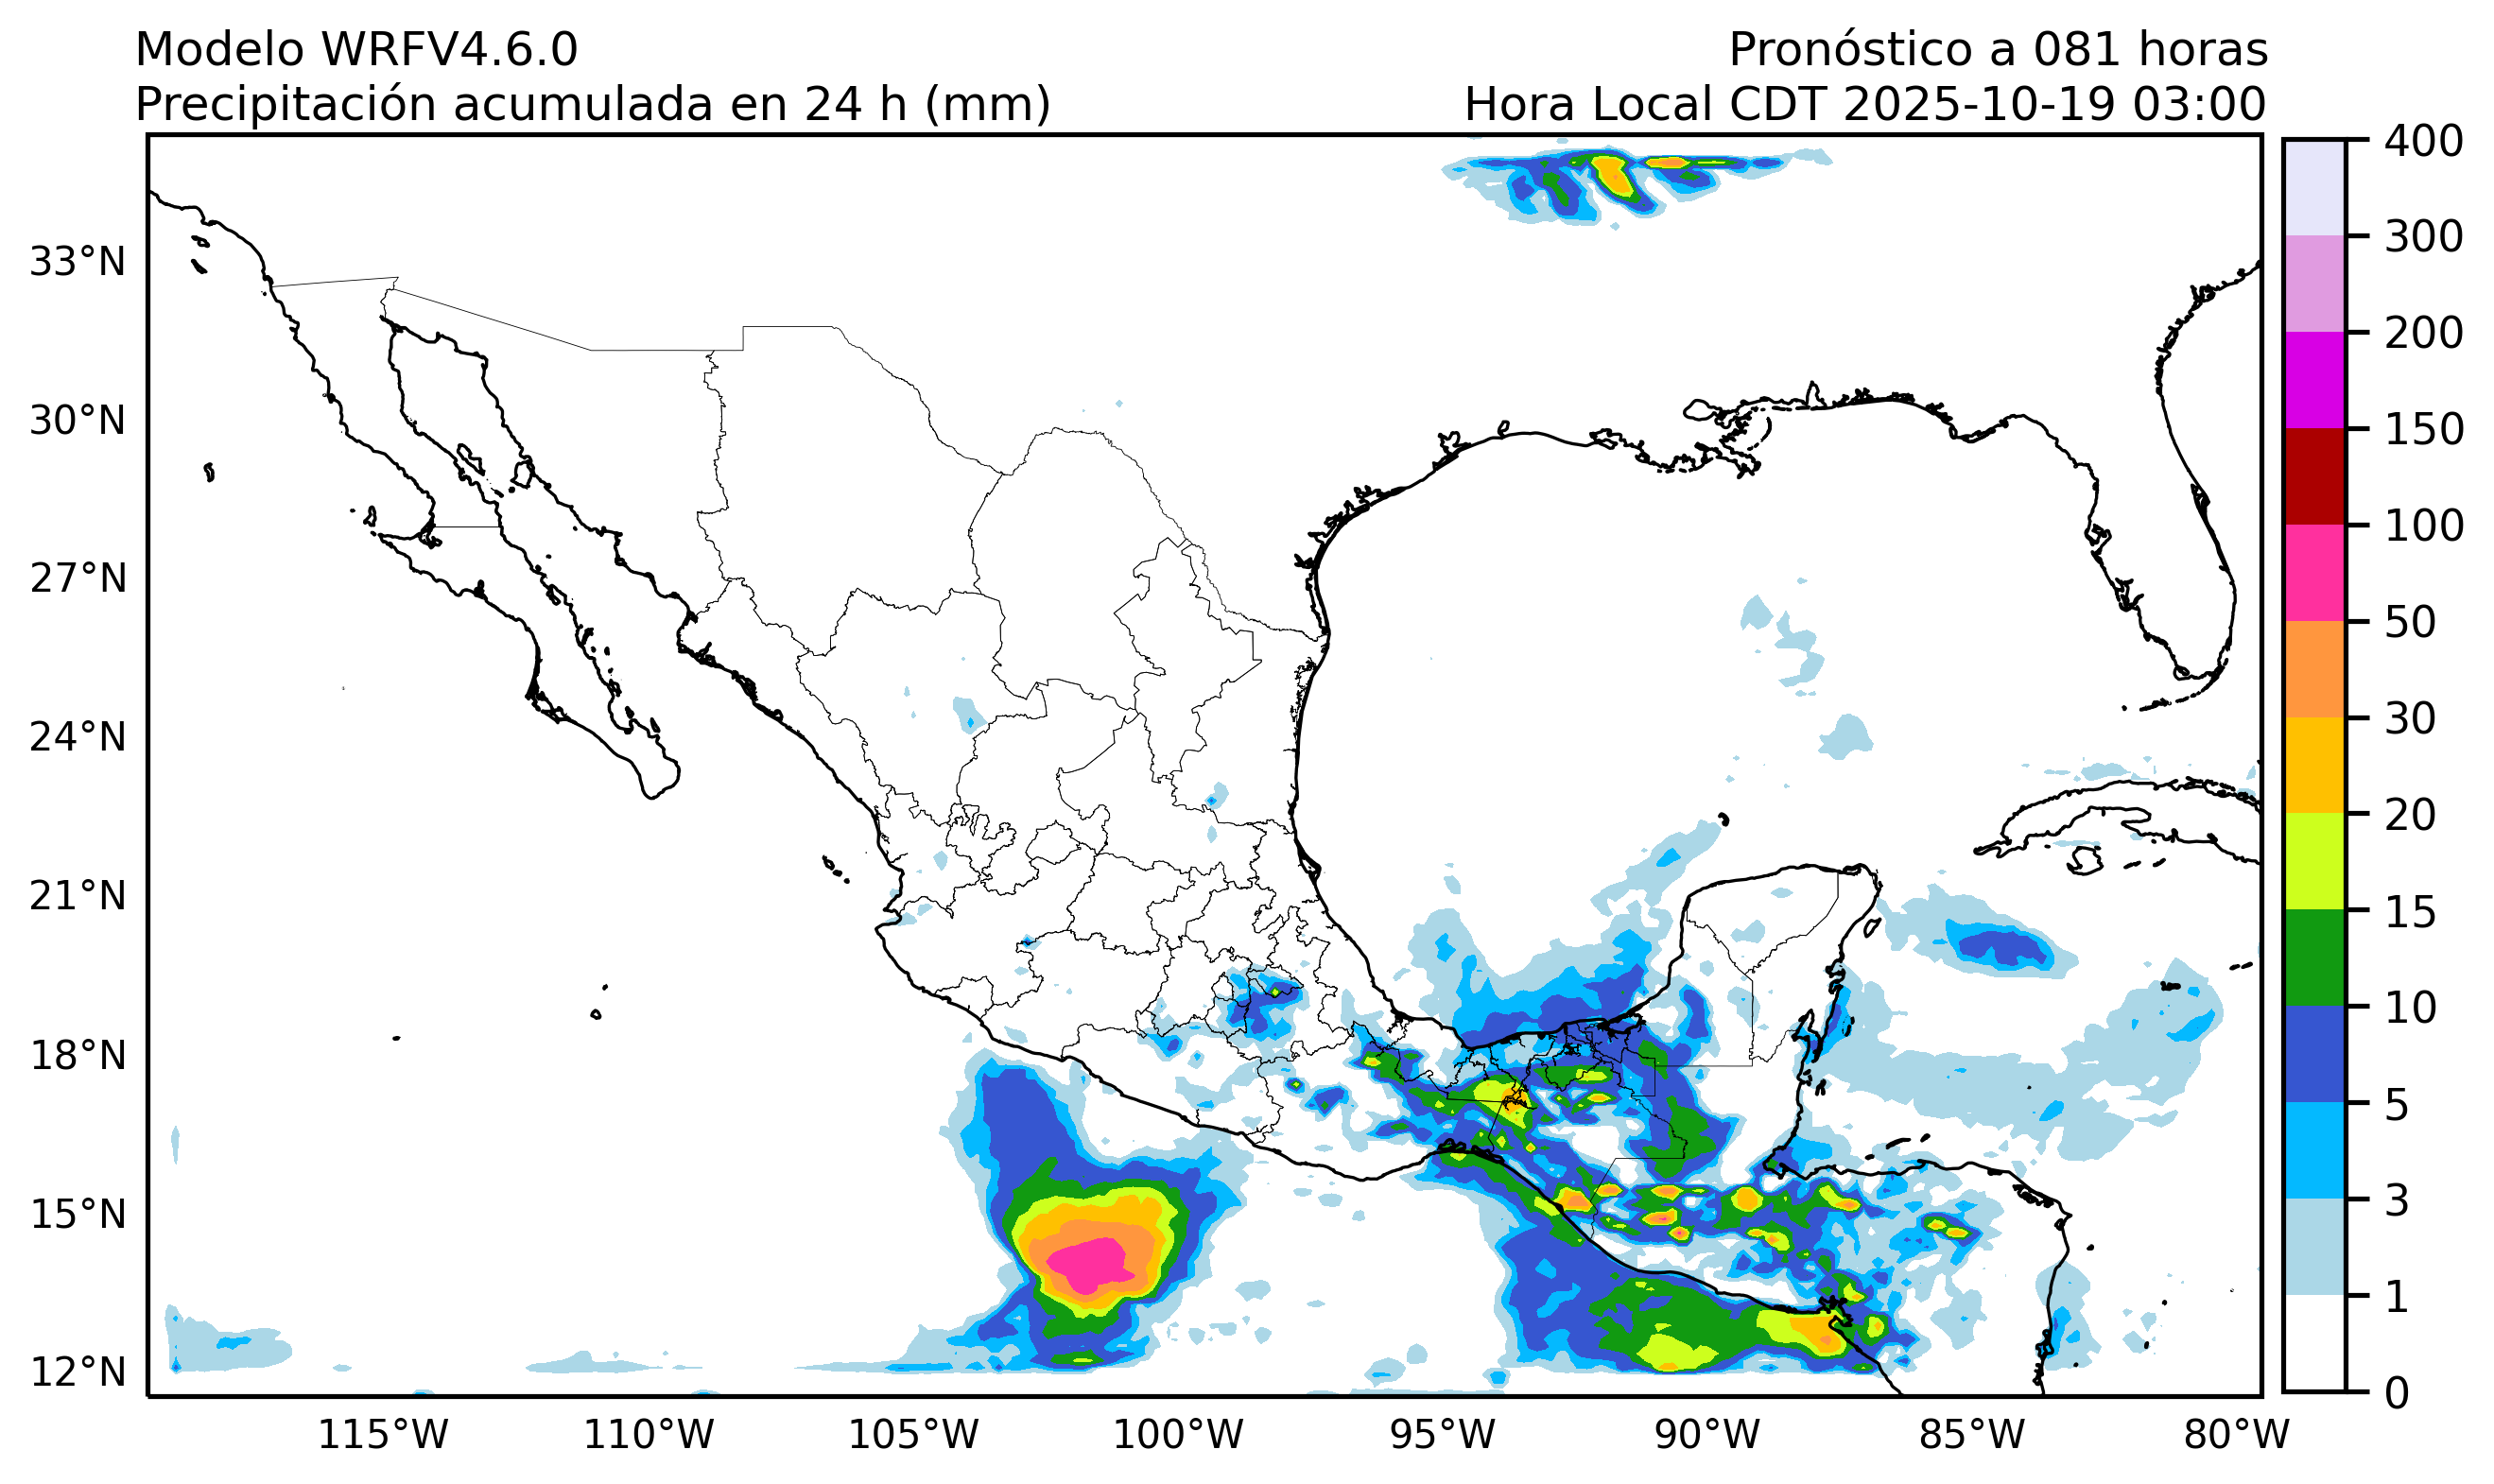 Modelo WRFV4.6.0
Pronóstico a 081 horas
Precipitación acumulada en 24 h (mm)
Hora Local CDT 2025-10-19 03:00
33°N
30°N
27°N
24°N
21°N
18°N
15°N
12°N
115°W
110°W
105°W
100°W
95°W
90°W
85°W
80°W
400
300
200
150
100
50
30
20
15
10
5
3
1
0